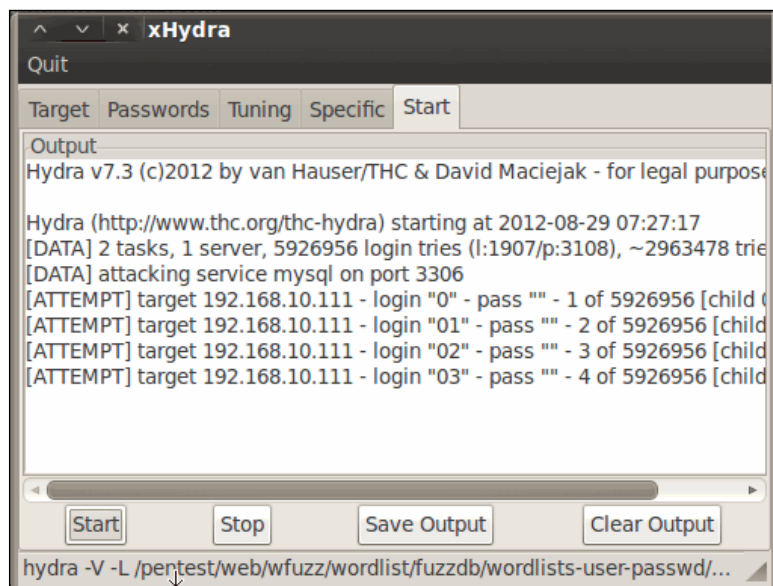 xHydra
Quit
Target Passwords Tuning Specific Start
Output
Hydra v7.3 (c)2012 by van Hauser/THC & David Maciejak - for legal purpose
Hydra (http://www.thc.org/thc-hydra) starting at 2012-08-29 07:27:17
[DATA] 2 tasks, 1 server, 5926956 login tries (l:1907/p:3108), ~2963478 trie
[DATA] attacking service mysql on port 3306
[ATTEMPT] target 192.168.10.111 - login "0" - pass "" - 1 of 5926956 [child 0
[ATTEMPT] target 192.168.10.111 - login "01" - pass "" - 2 of 5926956 [child
[ATTEMPT] target 192.168.10.111 - login "02" - pass "" - 3 of 5926956 [child
[ATTEMPT] target 192.168.10.111 - login "03" - pass "" - 4 of 5926956 [child
Start Stop Save Output Clear Output
hydra -V -L /pentest/web/wfuzz/wordlist/fuzzdb/wordlists-user-passwd/...